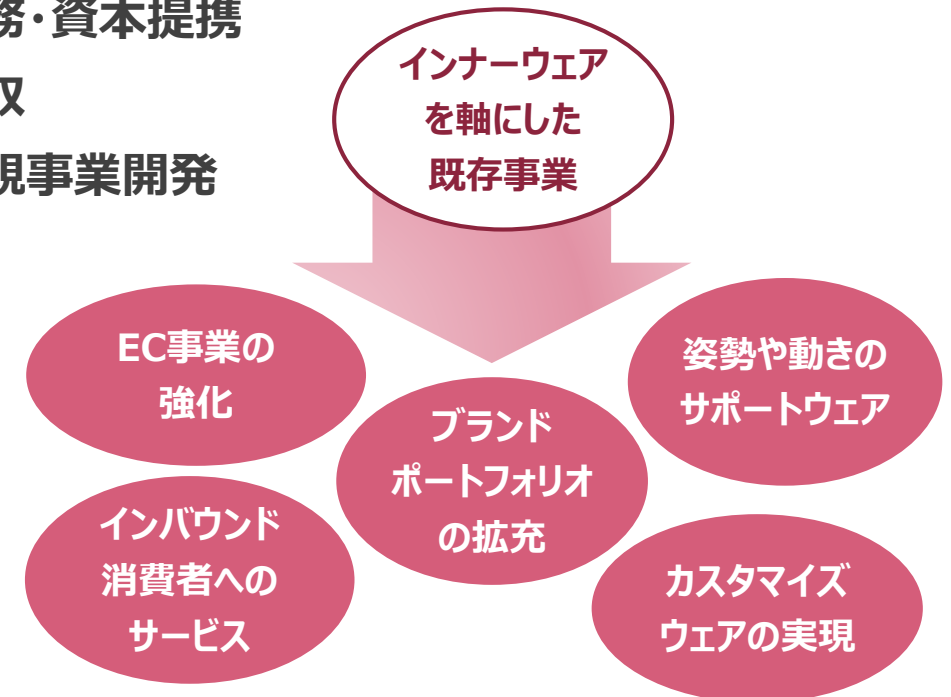 務・資本提携
収
規事業開発
インナーウェア
を軸にした
既存事業
EC事業の
強化
姿勢や動きの
サポートウェア
ブランド
ポートフォリオ
の拡充
インバウンド
消費者への
サービス
カスタマイズ
ウェアの実現